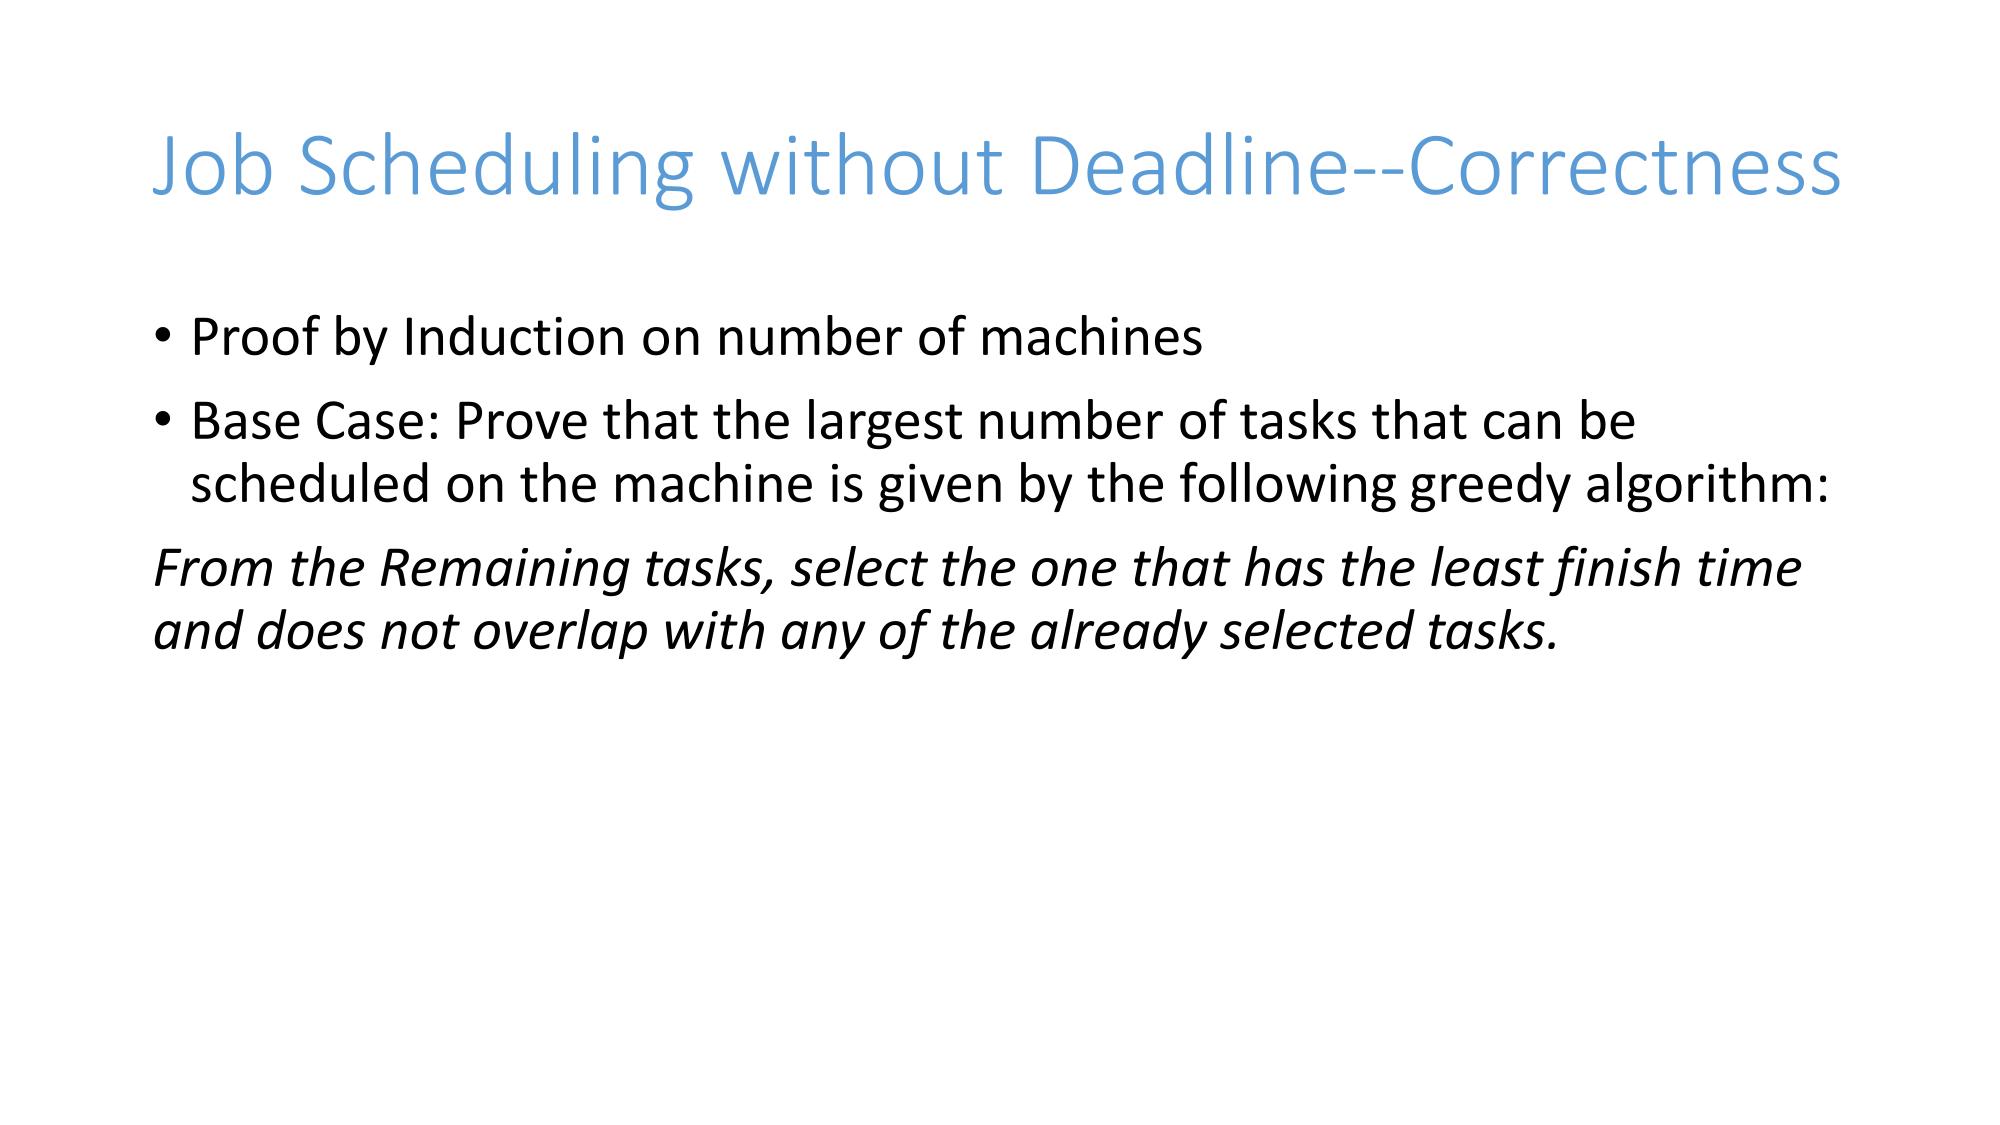 Job Scheduling without Deadline--Correctness
• Proof by Induction on number of machines
• Base Case: Prove that the largest number of tasks that can be
scheduled on the machine is given by the following greedy algorithm:
From the Remaining tasks, select the one that has the least finish time
and does not overlap with any of the already selected tasks.